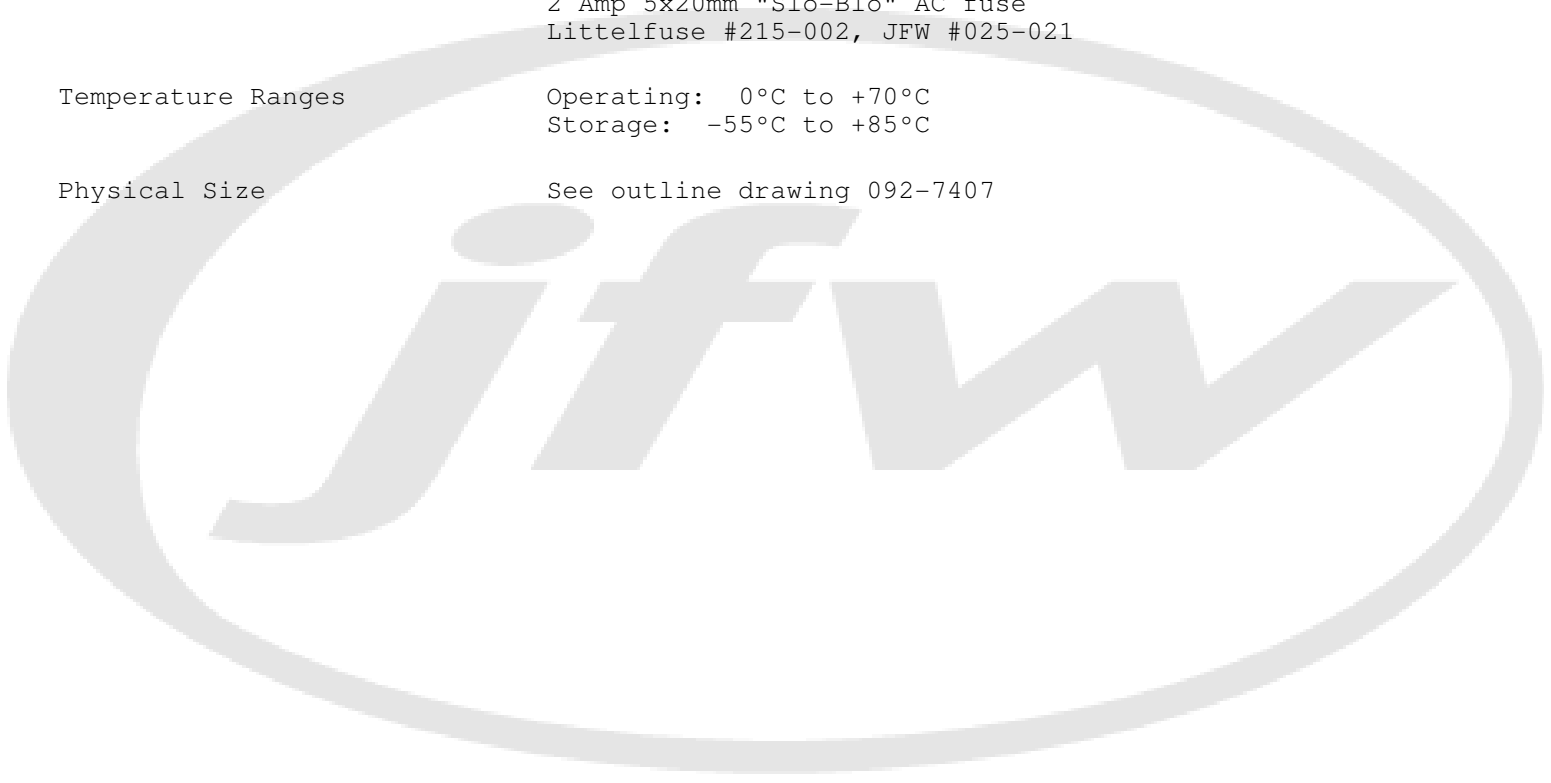 2 Amp 5x20mm "Slo-Blo" AC fuse
Littelfuse #215-002, JFW #025-021
Temperature Ranges Operating: 0°C to +70°C
Storage: -55°C to +85°C
Physical Size See outline drawing 092-7407
jfw